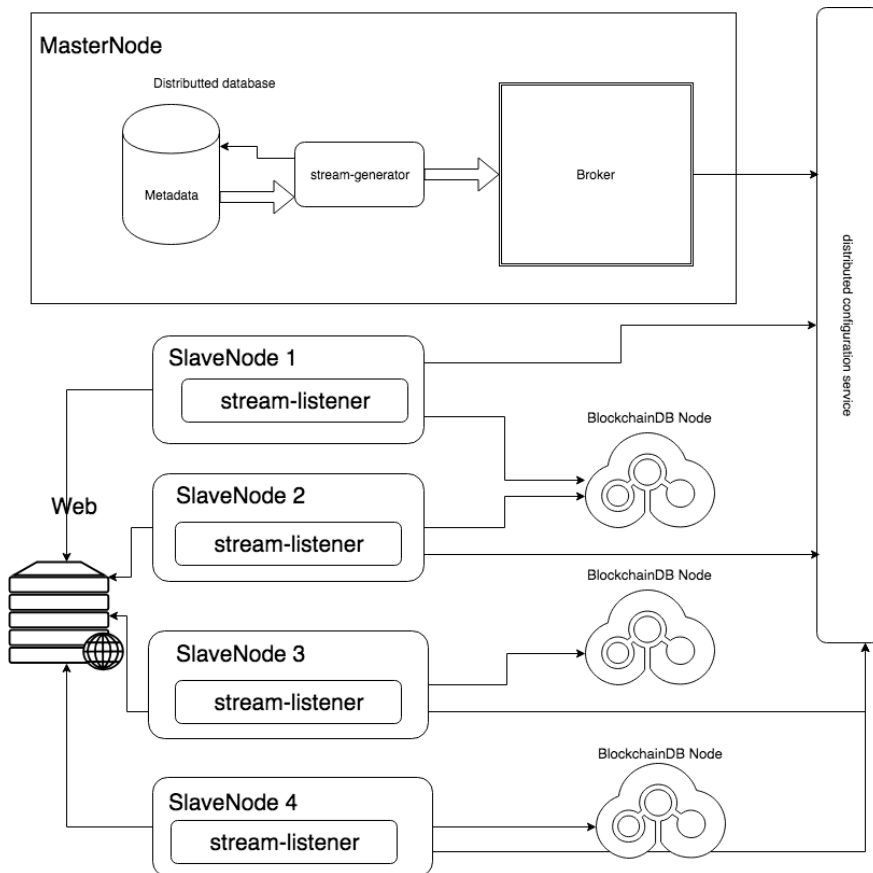 MasterNode
Distributted database
Metadata
stream-generator
Broker
distributed configuration service
SlaveNode 1
stream-listener
BlockchainDB Node
SlaveNode 2
stream-listener
Web
BlockchainDB Node
SlaveNode 3
stream-listener
BlockchainDB Node
SlaveNode 4
stream-listener